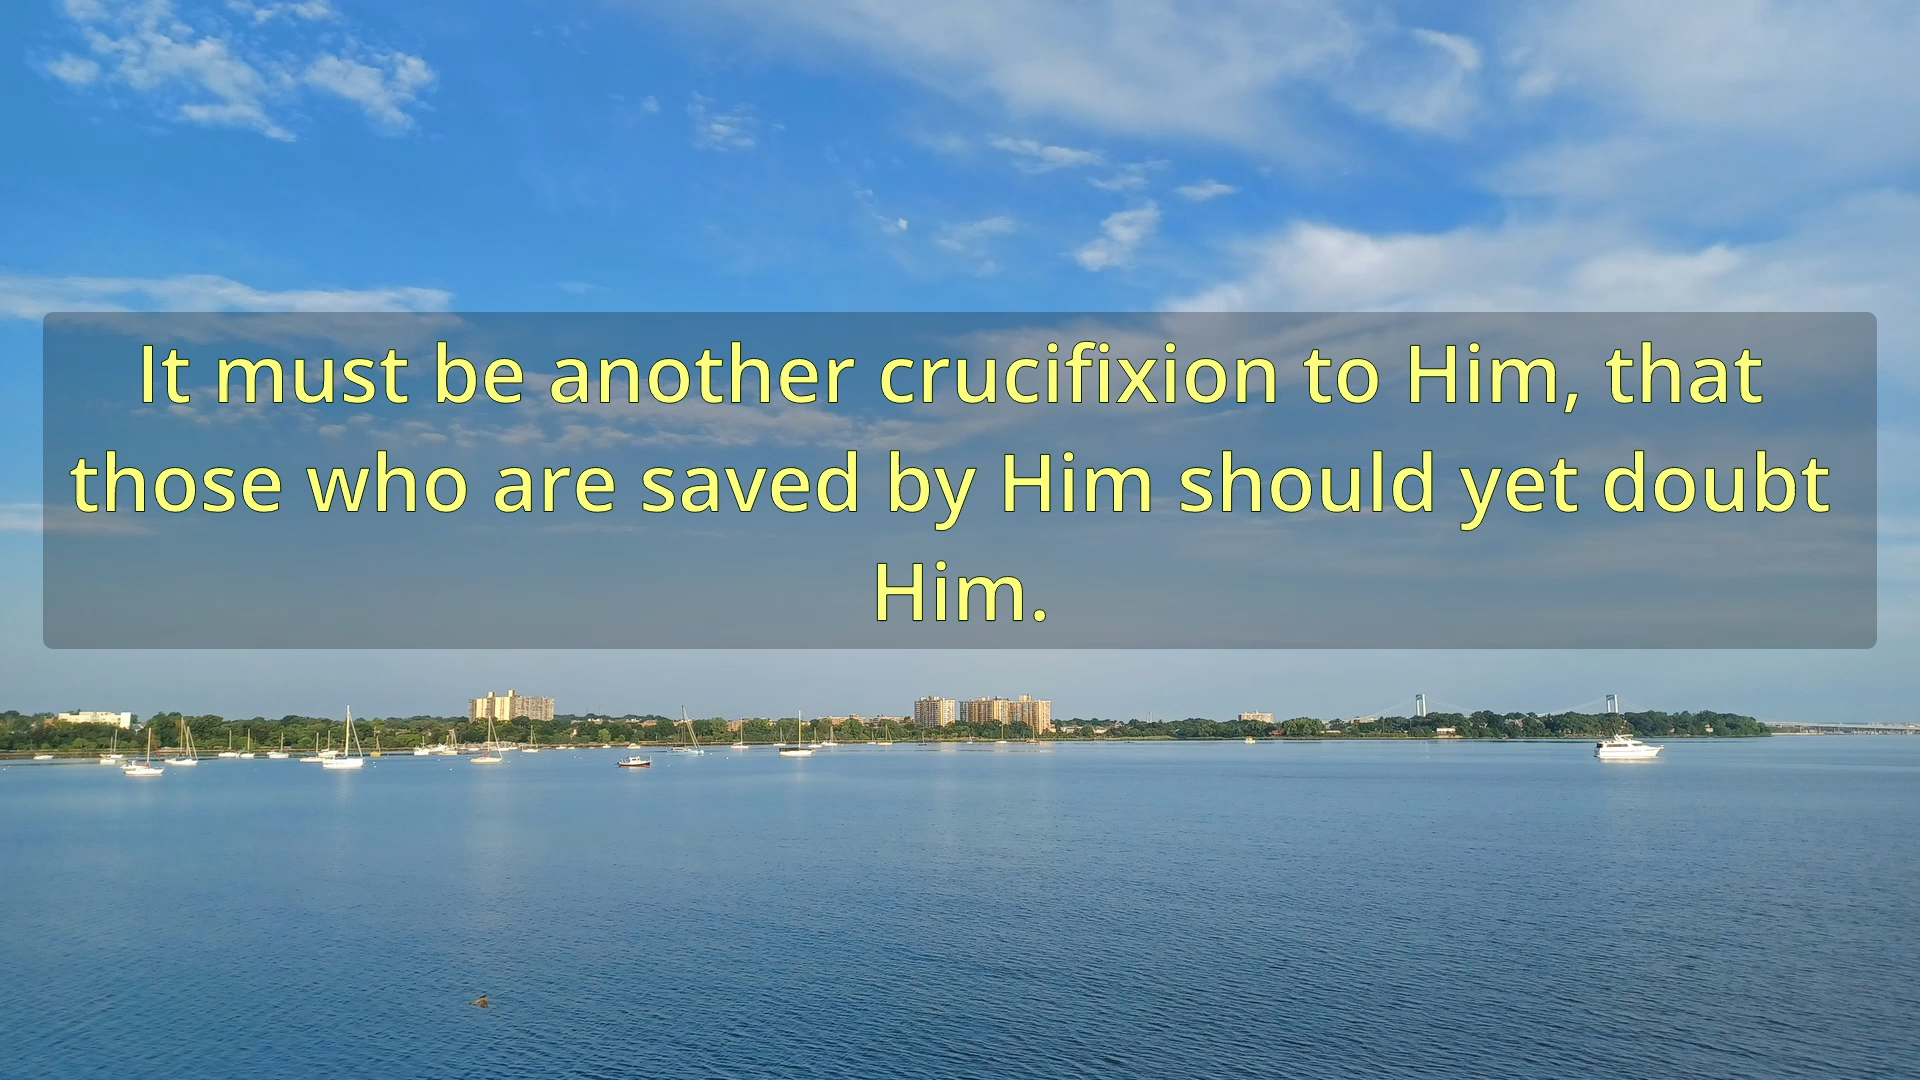 It must be another crucifixion to Him, that
those who are saved by Him should yet doubt
Him.